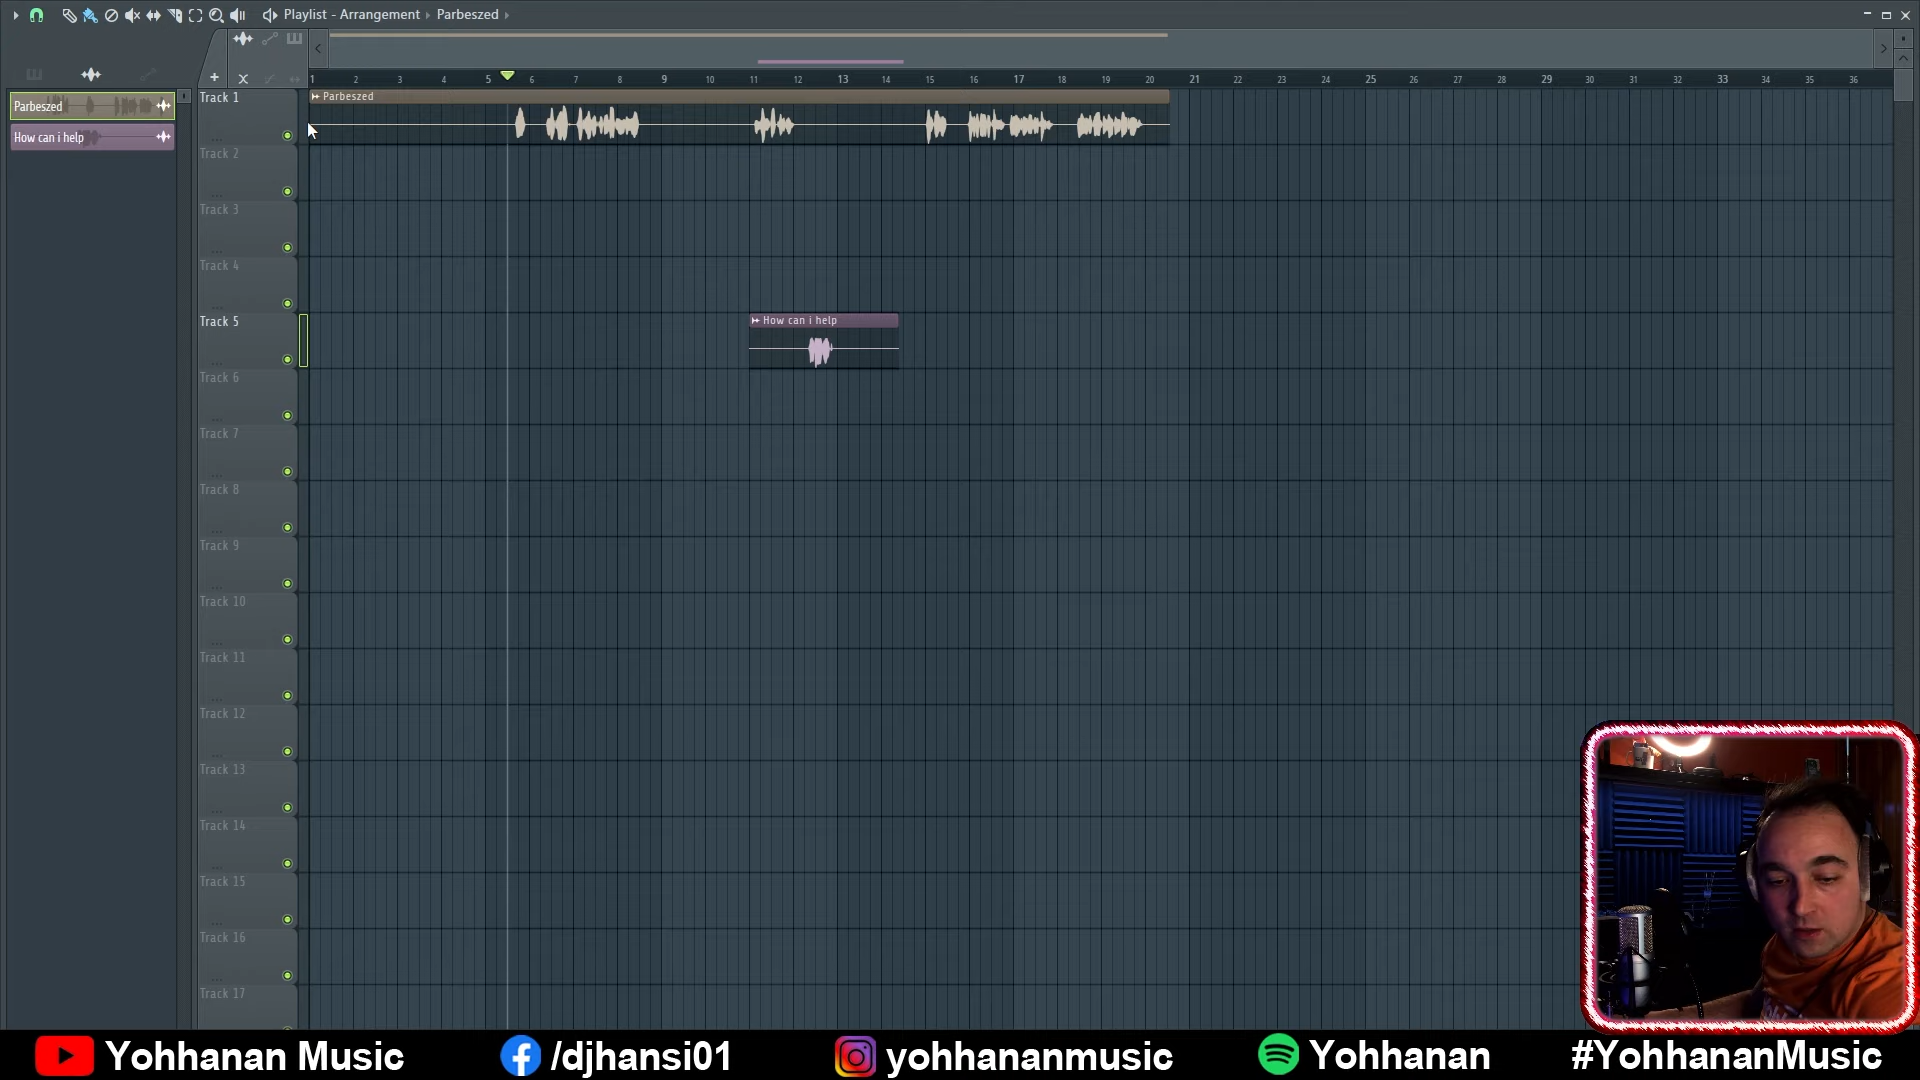 Playlist - Arrangement Parbeszed
1 2 3 4 5 6 7 8 9 10 11 12 13 14 15 16 17 18 19 20 21 22 23 24 25 26 27 28 29 30 31 32 33 34 35 36
Parbeszed
How can i help
Track 1
Parbeszed
Track 2
Track 3
Track 4
Track 5
How can i help
Track 6
Track 7
Track 8
Track 9
Track 10
Track 11
Track 12
Track 13
Track 14
Track 15
Track 16
Track 17
Yohhanan Music /djhansi01 yohhananmusic Yohhanan #YohhananMusic